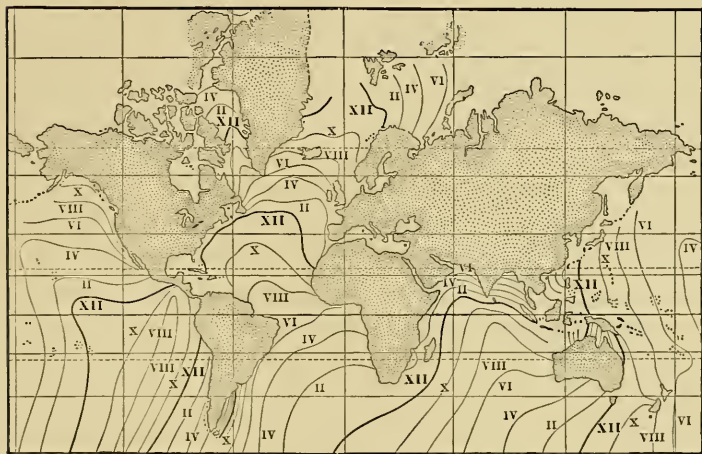 IV VI
II IV
XII II
XII XII
X
VI VIII
X IV VI
VIII II VIII
VI XII X
IV X VI IV
IV II XII
II
XII VIII
VI
X IV VIII
VIII II XII X VI
VIII XII
X II IV II
IV X IV XII X VI
VIII